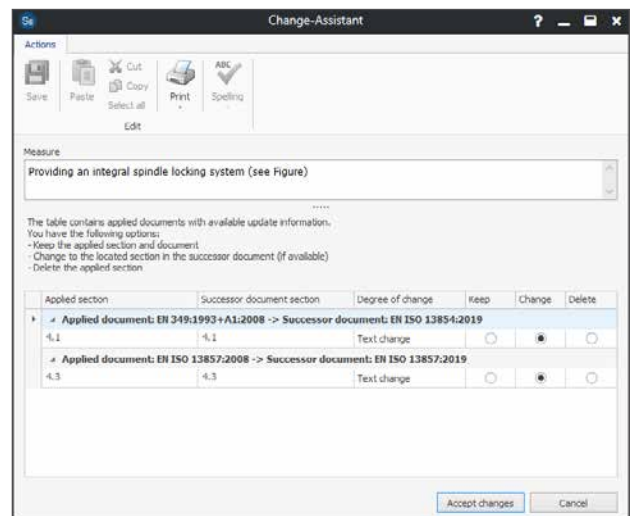 Se
Change-Assistant
?
Actions
Save
Paste
Cut
Copy
Select all
Print
ABC
Spelling
Edit
Measure
Providing an integral spindle locking system (see Figure)
The table contains applied documents with available update information.
You have the following options:
- Keep the applied section and document
- Change to the located section in the successor document (if available)
- Delete the applied section
Applied section Successor document section Degree of change Keep Change Delete
Applied document: EN 349:1993+A1:2008 -> Successor document: EN ISO 13854:2019
4.1 4.1 Text change
Applied document: EN ISO 13857:2008 -> Successor document: EN ISO 13857:2019
4.3 4.3 Text change
Accept changes Cancel